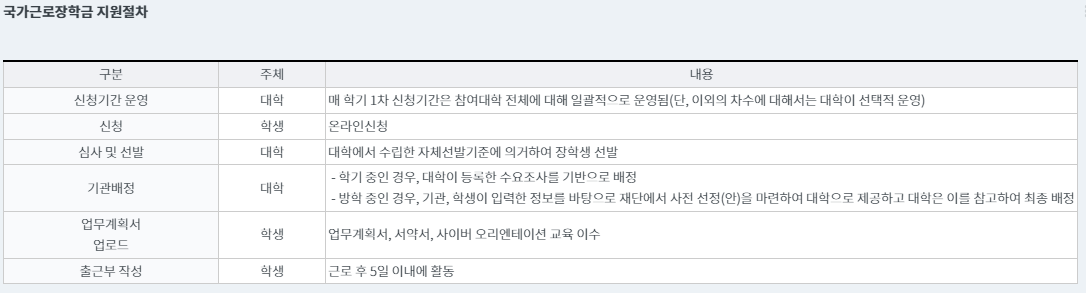 국가근로장학금 지원절차
구분 주체 내용
신청기간 운영 대학 매 학기 1차 신청기간은 참여대학 전체에 대해 일괄적으로 운영됨(단, 이외의 차수에 대해서는 대학이 선택적 운영)
신청 학생 온라인신청
심사 및 선발 대학 대학에서 수립한 자체선발기준에 의거하여 장학생 선발
기관배정 대학 - 학기 중인 경우, 대학이 등록한 수요조사를 기반으로 배정
- 방학 중인 경우, 기관, 학생이 입력한 정보를 바탕으로 재단에서 사전 선정(안)을 마련하여 대학으로 제공하고 대학은 이를 참고하여 최종 배정
업무계획서
업로드 학생 업무계획서, 서약서, 사이버 오리엔테이션 교육 이수
출근부 작성 학생 근로 후 5일 이내에 활동